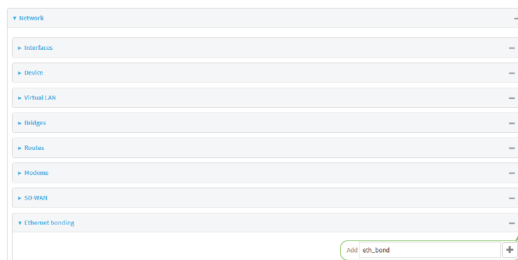 Network
Interfaces
Device
Virtual LAN
Bridges
Routes
Modems
SD-WAN
Ethernet bonding
Add eth_bond